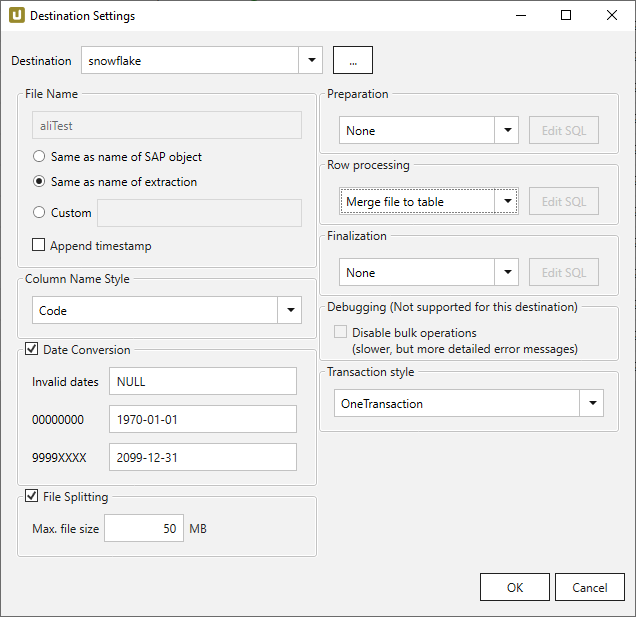 Destination Settings
Destination
snowflake
...
File Name
aliTest
Same as name of SAP object
Same as name of extraction
Custom
Append timestamp
Column Name Style
Code
Date Conversion
Invalid dates
NULL
00000000
1970-01-01
9999XXXX
2099-12-31
File Splitting
Max. file size
50
MB
Preparation
None
Edit SQL
Row processing
Merge file to table
Edit SQL
Finalization
None
Edit SQL
Debugging (Not supported for this destination)
Disable bulk operations
(slower, but more detailed error messages)
Transaction style
OneTransaction
OK
Cancel